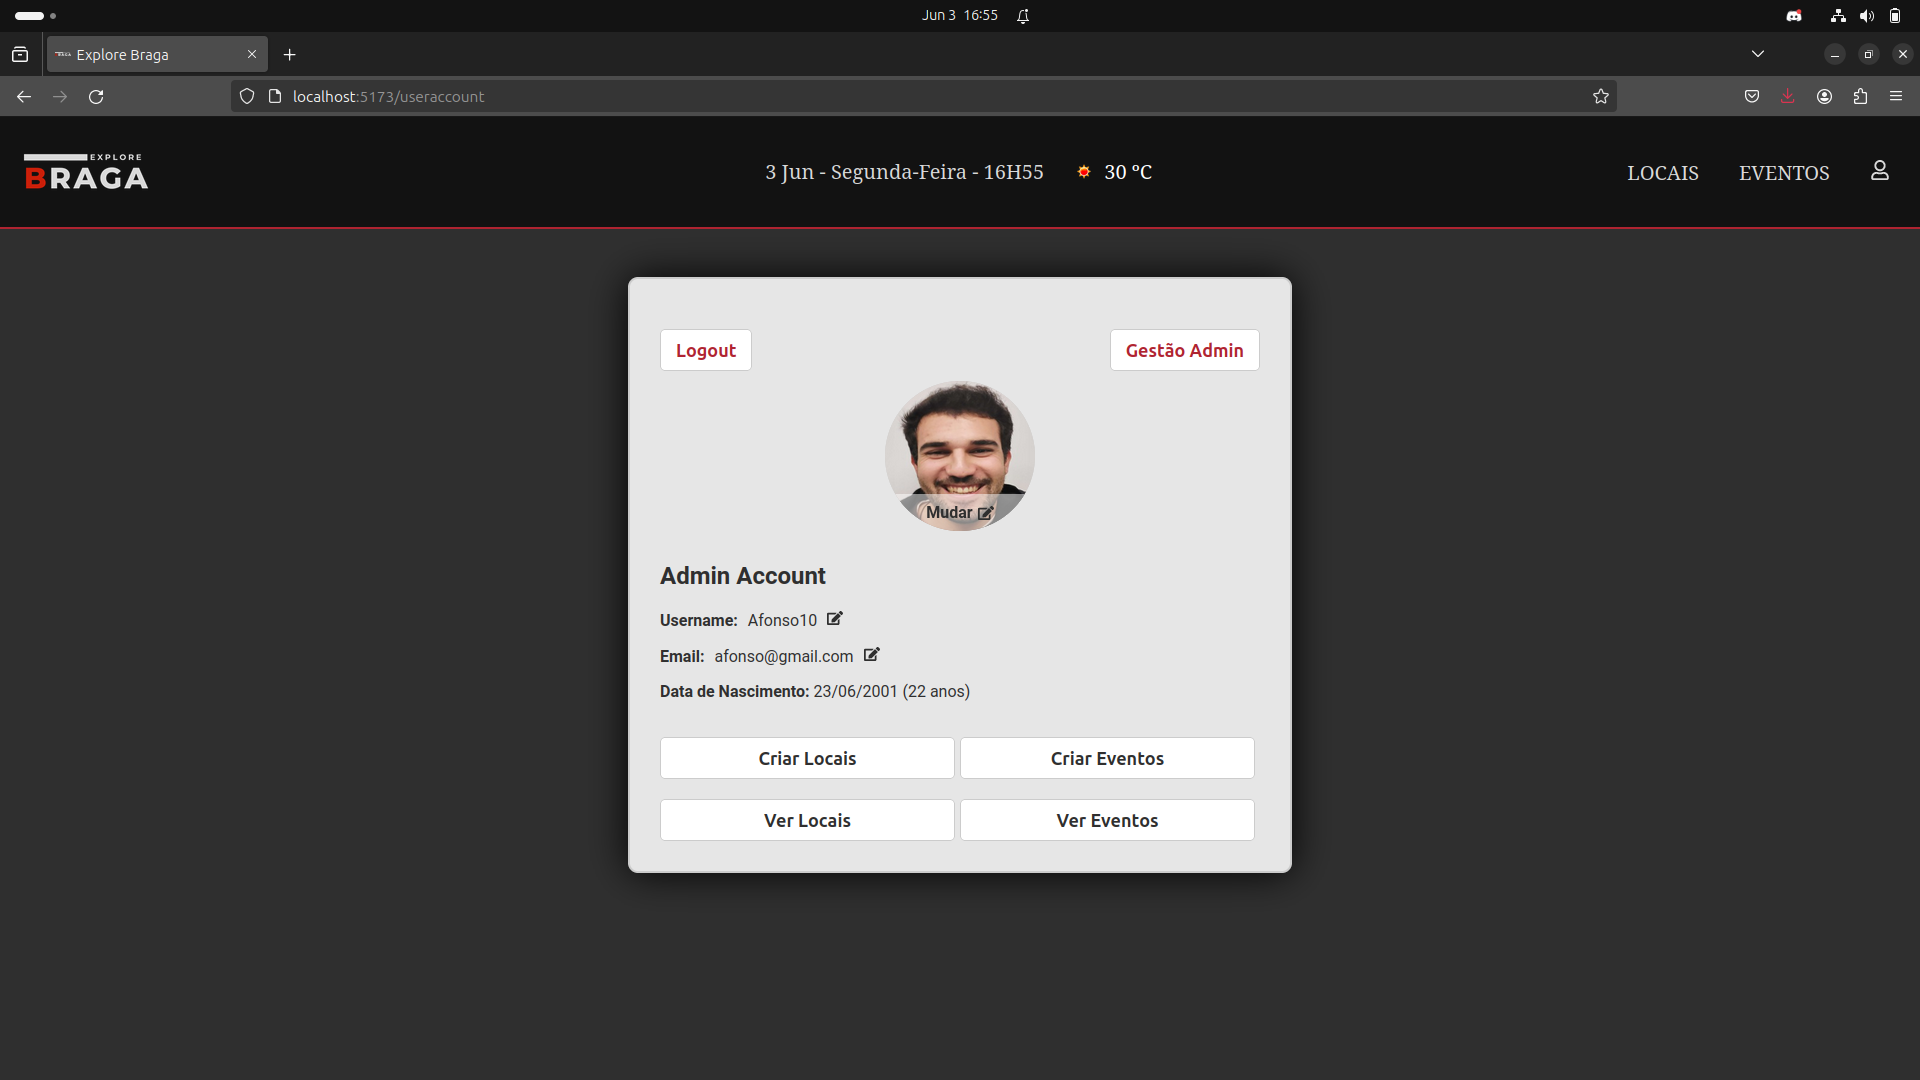 Jun 3 16:55
Explore Braga
localhost:5173/useraccount
EXPLORE
BRAGA
3 Jun - Segunda-Feira - 16H55
30 ºC
LOCAIS
EVENTOS
Logout
Gestão Admin
Mudar
Admin Account
Username: Afonso10
Email: afonso@gmail.com
Data de Nascimento: 23/06/2001 (22 anos)
Criar Locais
Criar Eventos
Ver Locais
Ver Eventos